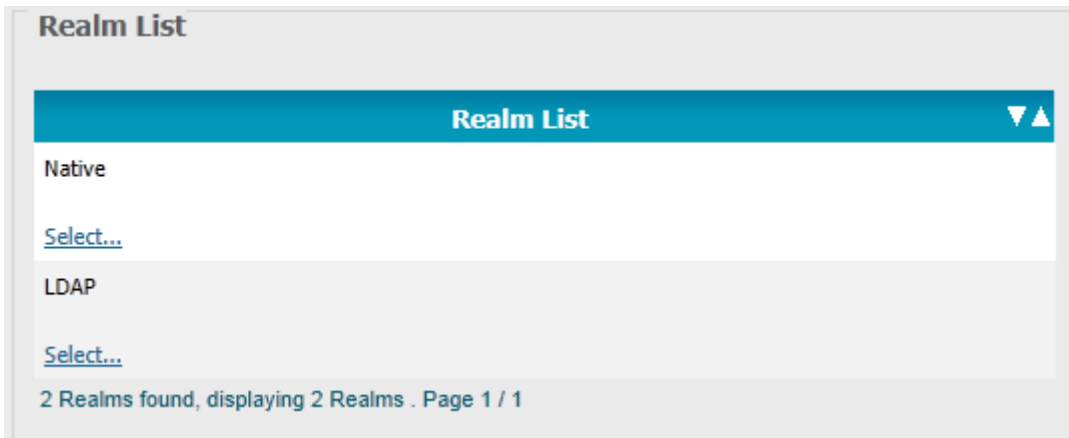 Realm List
Realm List
Native
Select...
LDAP
Select...
2 Realms found, displaying 2 Realms . Page 1 / 1